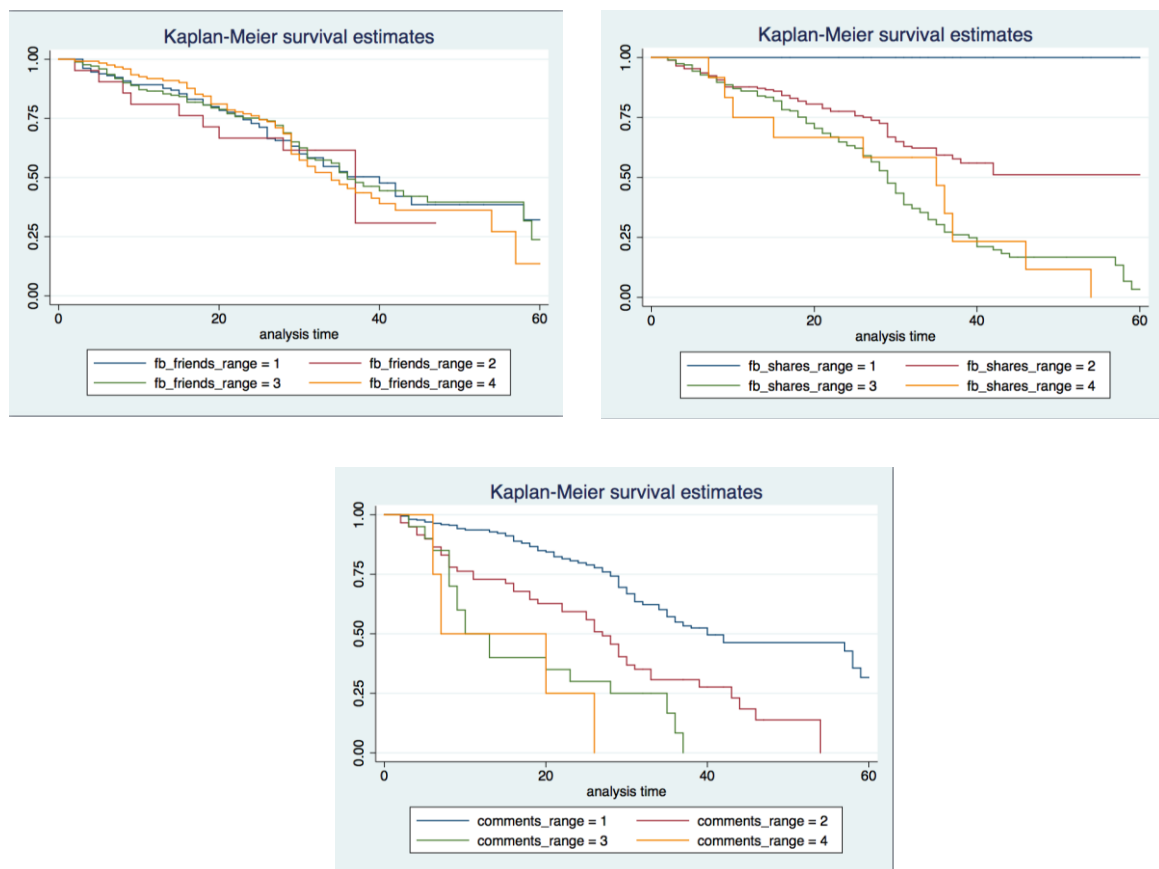 Kaplan-Meier survival estimates
1.00
0.75
0.50
0.25
0.00
0 20 40 60
analysis time
fb_friends_range = 1 fb_friends_range = 2
fb_friends_range = 3 fb_friends_range = 4
Kaplan-Meier survival estimates
1.00
0.75
0.50
0.25
0.00
0 20 40 60
analysis time
fb_shares_range = 1 fb_shares_range = 2
fb_shares_range = 3 fb_shares_range = 4
Kaplan-Meier survival estimates
1.00
0.75
0.50
0.25
0.00
0 20 40 60
analysis time
comments_range = 1 comments_range = 2
comments_range = 3 comments_range = 4